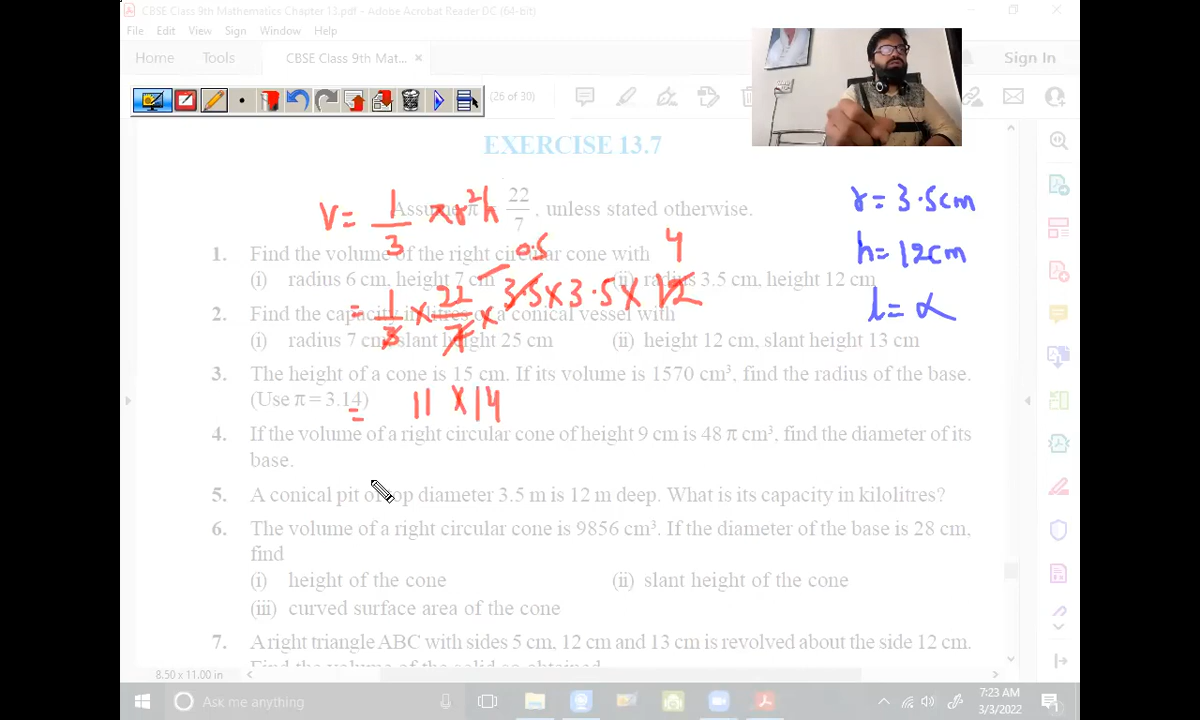 CBSE Class 9th Mathematics Chapter 13.pdf - Adobe Acrobat Reader DC (64-bit)
File Edit View Sign Window Help
Home Tools CBSE Class 9th Mat... × Sign In
(26 of 30)
EXERCISE 13.7
V = 1/3 πr²h
Assume π 22/7, unless stated otherwise.
r = 3.5cm
h = 12cm
l = α
1. Find the volume of the right circular cone with
(i) radius 6 cm, height 7 cm (ii) radius 3.5 cm, height 12 cm
0.5 4
= 1/3 × 22/7 × 3.5 × 3.5 × 12
2. Find the capacity in litres of a conical vessel with
(i) radius 7 cm, slant height 25 cm (ii) height 12 cm, slant height 13 cm
3. The height of a cone is 15 cm. If its volume is 1570 cm³, find the radius of the base.
(Use π = 3.14)
= 11 × 14
4. If the volume of a right circular cone of height 9 cm is 48 π cm³, find the diameter of its
base.
5. A conical pit of top diameter 3.5 m is 12 m deep. What is its capacity in kilolitres?
6. The volume of a right circular cone is 9856 cm³. If the diameter of the base is 28 cm,
find
(i) height of the cone (ii) slant height of the cone
(iii) curved surface area of the cone
7. A right triangle ABC with sides 5 cm, 12 cm and 13 cm is revolved about the side 12 cm.
Find the volume of the solid so obtained
8.50 x 11.00 in
Ask me anything
7:23 AM
3/3/2022